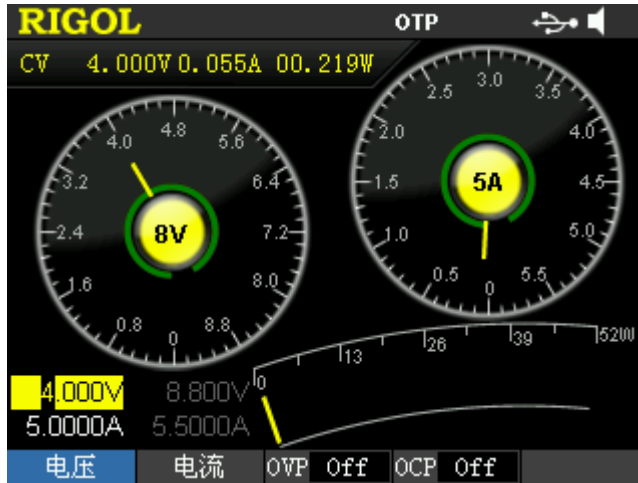 RIGOL OTP
CV 4.000V 0.055A 00.219W
0 0.8 1.6 2.4 3.2 4.0 4.8 5.6 6.4 7.2 8.0 8.8
8V
0 0.5 1.0 1.5 2.0 2.5 3.0 3.5 4.0 4.5 5.0 5.5
5A
0 13 26 39 52W
4.000V 8.800V
5.0000A 5.5000A
电压 电流 OVP Off OCP Off